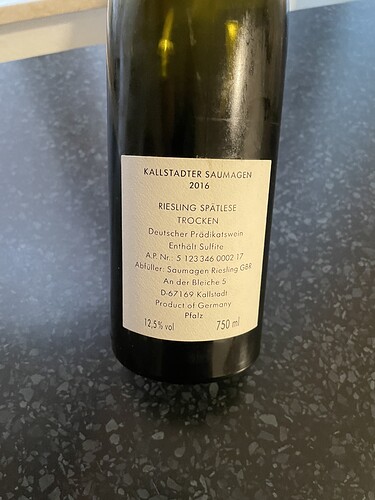 KALLSTADTER SAUMAGEN
2016
RIESLING SPÄTLESE
TROCKEN
Deutscher Prädikatswein
Enthält Sulfite
A.P. Nr.: 5 123 346 0002 17
Abfüller: Saumagen Riesling GBR
An der Bleiche 5
D-67169 Kallstadt
Product of Germany
Pfalz
12,5% vol 750 ml